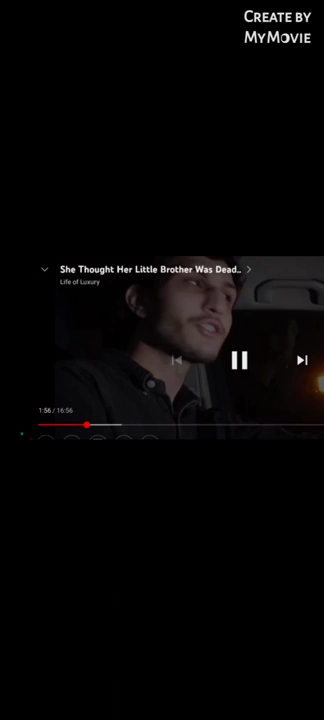 CREATE BY
MYMOVIE
She Thought Her Little Brother Was Dead..
Life of Luxury
1:56 / 16:56